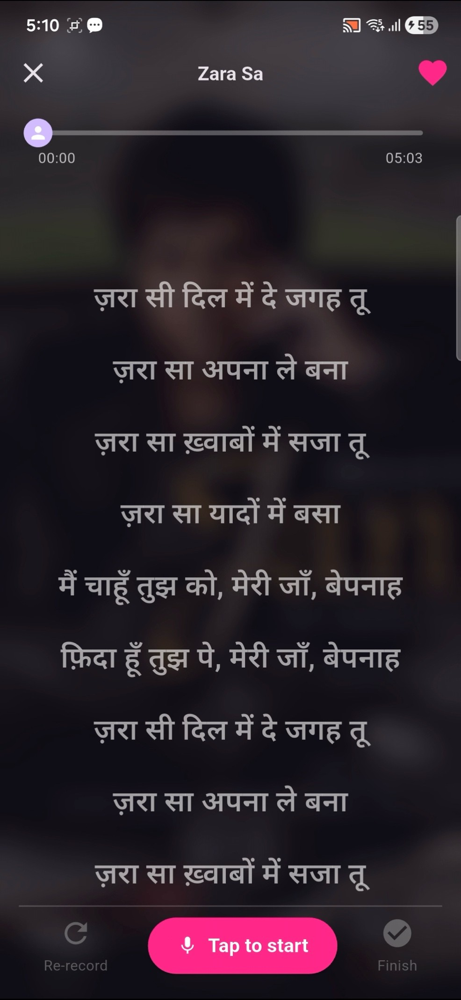 5:10
5
55
Zara Sa
00:00
05:03
ज़रा सी दिल में दे जगह तू
ज़रा सा अपना ले बना
ज़रा सा ख़्वाबों में सजा तू
ज़रा सा यादों में बसा
मैं चाहूँ तुझ को, मेरी जाँ, बेपनाह
फ़िदा हूँ तुझ पे, मेरी जाँ, बेपनाह
ज़रा सी दिल में दे जगह तू
ज़रा सा अपना ले बना
ज़रा सा ख़्वाबों में सजा तू
Tap to start
Re-record
Finish